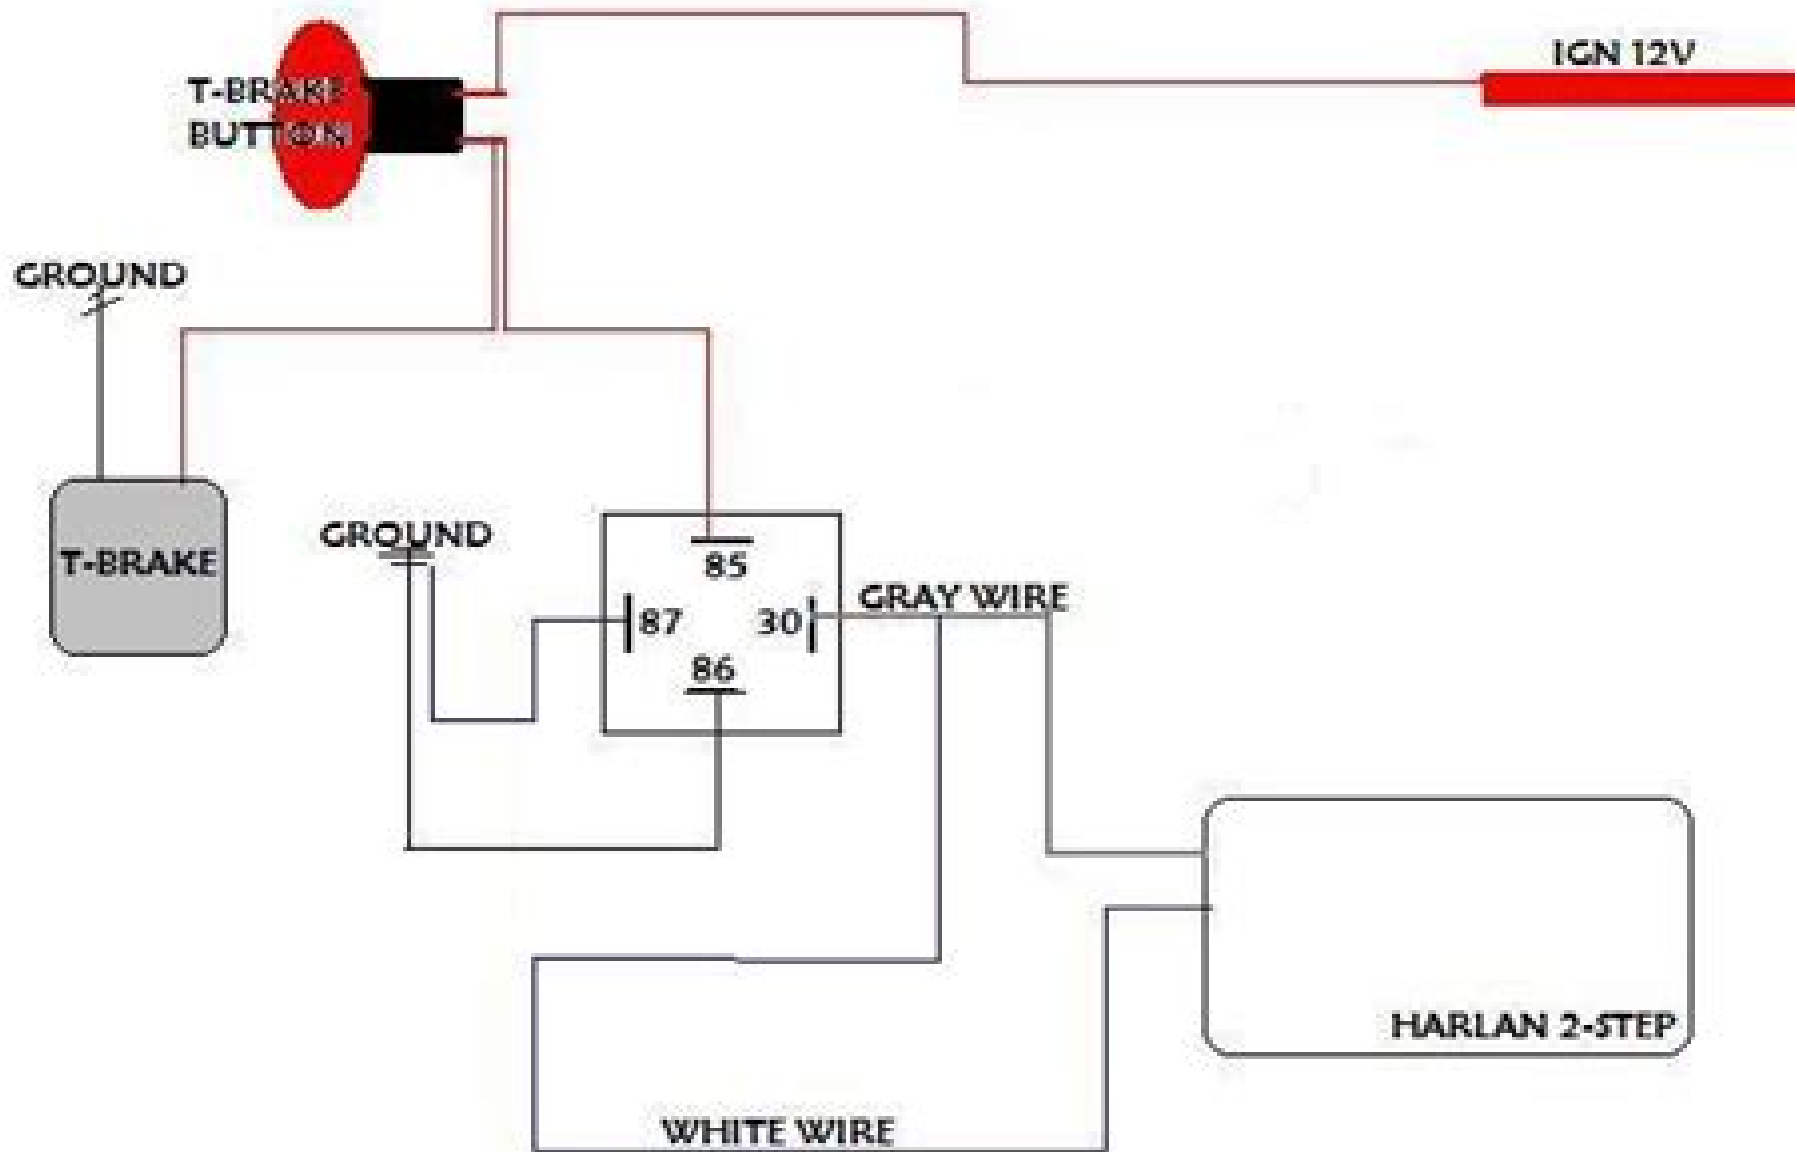 IGN 12V
T-BRAKE
BUTTON
GROUND
T-BRAKE
GROUND
85
87
30
86
GRAY WIRE
HARLAN 2-STEP
WHITE WIRE